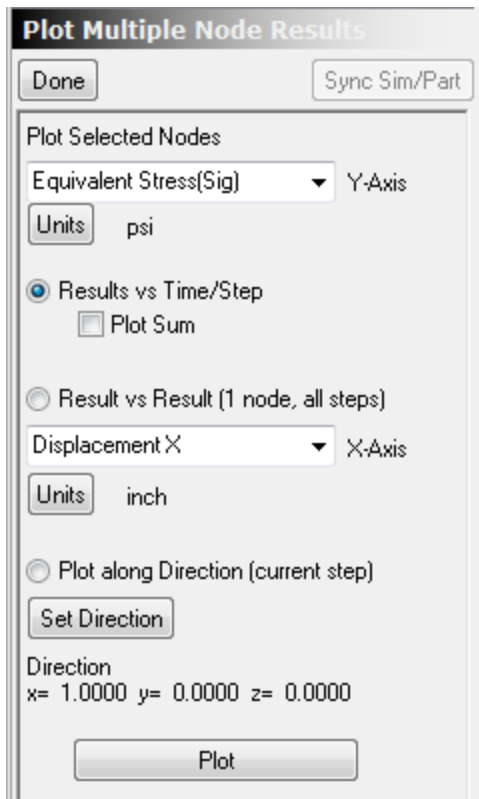 Plot Multiple Node Results
Done Sync Sim/Part
Plot Selected Nodes
Equivalent Stress(Sig) Y-Axis
Units psi
Results vs Time/Step
Plot Sum
Result vs Result (1 node, all steps)
Displacement X X-Axis
Units inch
Plot along Direction (current step)
Set Direction
Direction
x= 1.0000 y= 0.0000 z= 0.0000
Plot